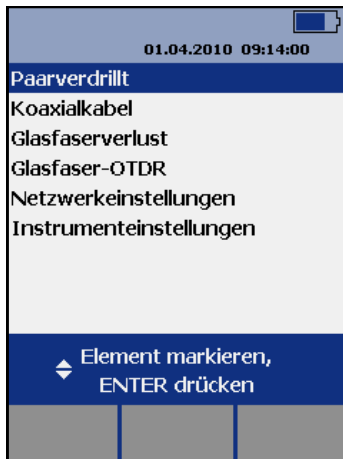 01.04.2010 09:14:00
Paarverdrillt
Koaxialkabel
Glasfaserverlust
Glasfaser-OTDR
Netzwerkeinstellungen
Instrumenteinstellungen
Element markieren,
ENTER drücken